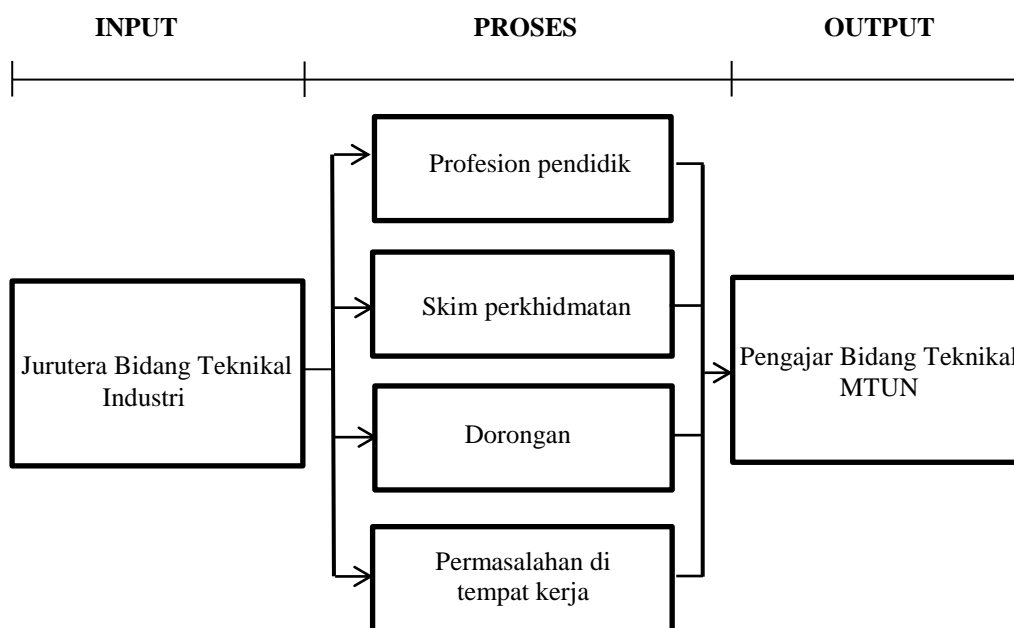 INPUT PROSES OUTPUT
Profesion pendidik
Skim perkhidmatan
Jurutera Bidang Teknikal
Industri
Pengajar Bidang Teknikal
MTUN
Dorongan
Permasalahan di
tempat kerja